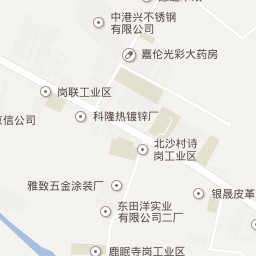 中港兴不锈钢
有限公司
嘉伦光彩大药房
岗联工业区
信公司
科隆热镀锌厂
北沙村诗
岗工业区
雅致五金涂装厂
银晟皮革
东田洋实业
有限公司二厂
鹿眠寺岗工业区